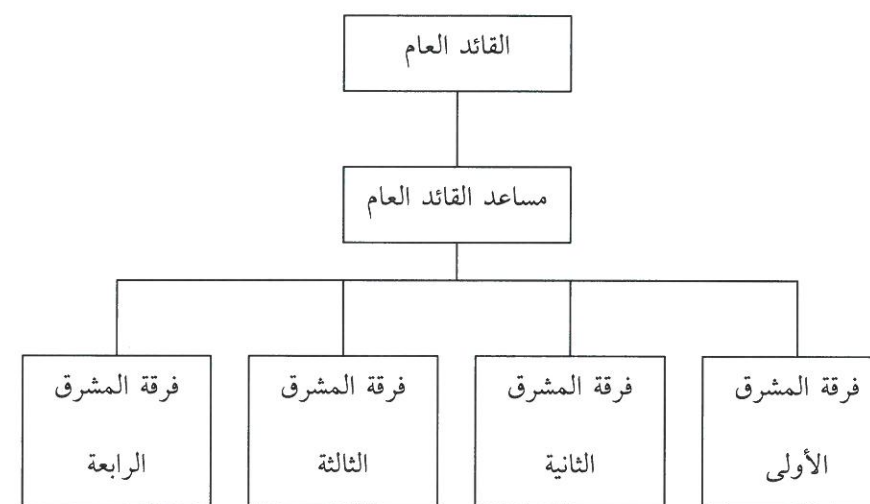 القائد العام
مساعد القائد العام
فرقة المشرق
الأولى
فرقة المشرق
الثانية
فرقة المشرق
الثالثة
فرقة المشرق
الرابعة